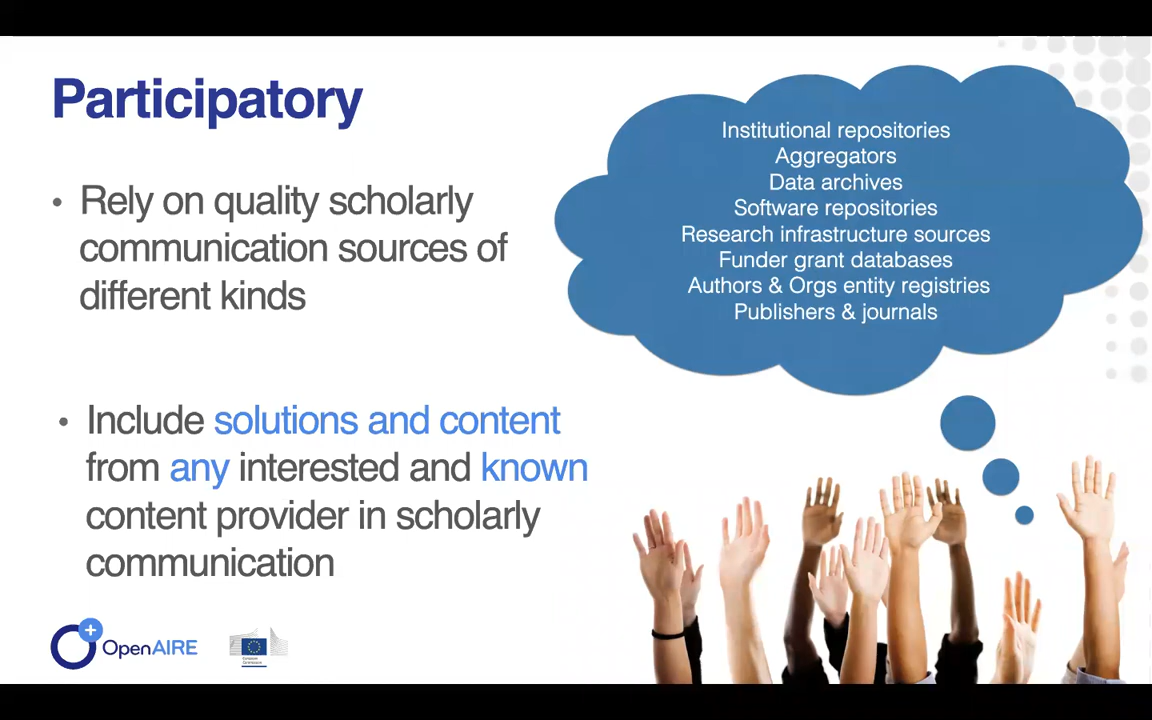 Participatory
• Rely on quality scholarly
communication sources of
different kinds
• Include solutions and content
from any interested and known
content provider in scholarly
communication
Institutional repositories
Aggregators
Data archives
Software repositories
Research infrastructure sources
Funder grant databases
Authors & Orgs entity registries
Publishers & journals
OpenAIRE
European
Commission